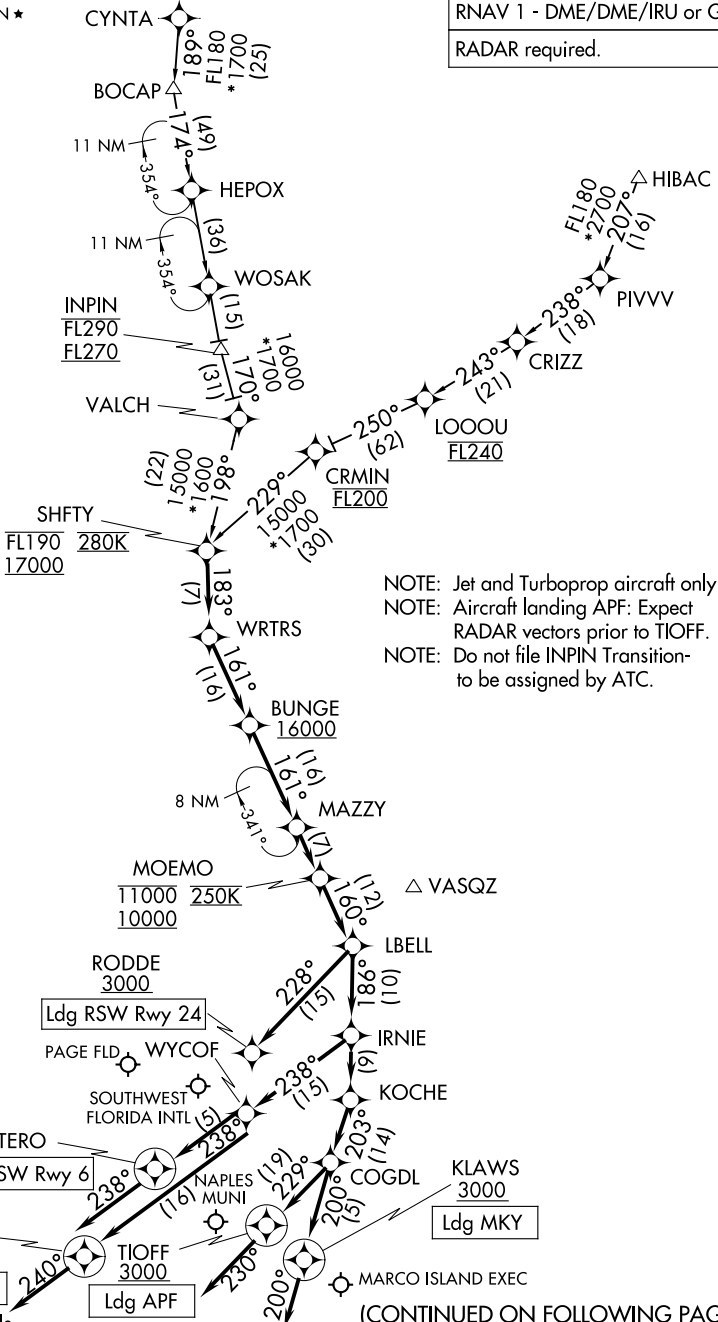 N ★
CYNTA
RNAV 1 - DME/DME/IRU or G
RADAR required.
189°
FL180
*1700
(25)
BOCAP
(49)
174°
11 NM
354°
HEPOX
HIBAC
FL180
*2700
207°
(16)
(36)
11 NM
354°
WOSAK
PIVVV
238°
(18)
(15)
INPIN
FL290
FL270
16000
*1700
170°
(31)
CRIZZ
243°
(21)
VALCH
LOOOU
FL240
250°
(62)
CRMIN
FL200
(22)
15000
*1600
198°
229°
15000
*1700
(30)
SHFTY
FL190 280K
17000
183°
(7)
NOTE: Jet and Turboprop aircraft only
NOTE: Aircraft landing APF: Expect
RADAR vectors prior to TIOFF.
NOTE: Do not file INPIN Transition-
to be assigned by ATC.
WRTRS
161°
(16)
BUNGE
16000
(16)
161°
8 NM
341°
MAZZY
(7)
MOEMO
11000 250K
10000
VASQZ
(12)
160°
LBELL
RODDE
3000
Ldg RSW Rwy 24
228°
(15)
186°
(10)
IRNIE
PAGE FLD
WYCOF
238°
(15)
(9)
SOUTHWEST
FLORIDA INTL
KOCHE
(5)
238°
203°
(14)
TERO
SW Rwy 6
238°
(16)
COGDL
(19)
229°
200°
(5)
NAPLES
MUNI
KLAWS
3000
Ldg MKY
240°
TIOFF
3000
Ldg APF
230°
200°
MARCO ISLAND EXEC
(CONTINUED ON FOLLOWING PAG